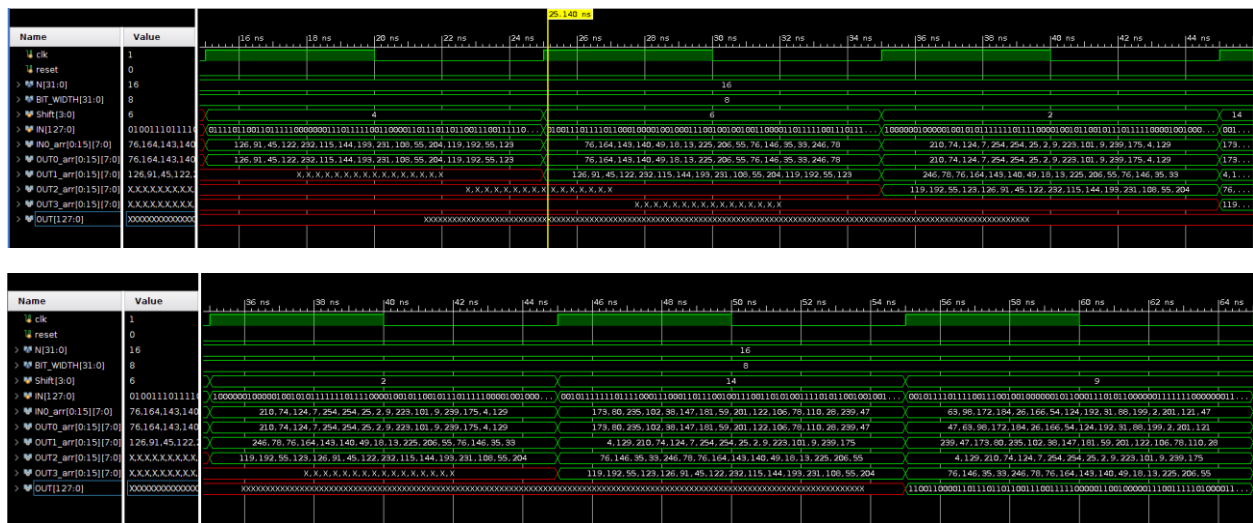 25.140 ns
Name Value 16 ns 18 ns 20 ns 22 ns 24 ns 26 ns 28 ns 30 ns 32 ns 34 ns 36 ns 38 ns 40 ns 42 ns 44 ns
clk 1
reset 0
N[31:0] 16 16
BIT_WIDTH[31:0] 8 8
Shift[3:0] 6 4 6 2 14
IN[127:0]
IN0_arr[0:15][7:0] 76,164,143,140 126,91,45,122,232,115,144,193,231,108,55,204,119,192,55,123 76,164,143,140,49,18,13,225,206,55,76,146,35,33,246,78 210,74,124,7,254,254,25,2,9,223,101,9,239,175,4,129 173...
OUT0_arr[0:15][7:0] 76,164,143,140 126,91,45,122,232,115,144,193,231,108,55,204,119,192,55,123 76,164,143,140,49,18,13,225,206,55,76,146,35,33,246,78 210,74,124,7,254,254,25,2,9,223,101,9,239,175,4,129 173...
OUT1_arr[0:15][7:0] 126,91,45,122, X,X,X,X,X,X,X,X,X,X,X,X,X,X,X,X 126,91,45,122,232,115,144,193,231,108,55,204,119,192,55,123 246,78,76,164,143,140,49,18,13,225,206,55,76,146,35,33 4,1...
OUT2_arr[0:15][7:0] X,X,X,X,X,X,X,X,X, X,X,X,X,X,X,X,X,X,X,X,X,X,X,X,X 119,192,55,123,126,91,45,122,232,115,144,193,231,108,55,204 76,...
OUT3_arr[0:15][7:0] X,X,X,X,X,X,X,X,X, X,X,X,X,X,X,X,X,X,X,X,X,X,X,X,X 119...
OUT[127:0]
Name Value 36 ns 38 ns 40 ns 42 ns 44 ns 46 ns 48 ns 50 ns 52 ns 54 ns 56 ns 58 ns 60 ns 62 ns 64 ns
clk 1
reset 0
N[31:0] 16 16
BIT_WIDTH[31:0] 8 8
Shift[3:0] 6 2 14 9
IN[127:0]
IN0_arr[0:15][7:0] 76,164,143,140 210,74,124,7,254,254,25,2,9,223,101,9,239,175,4,129 173,80,235,102,38,147,181,59,201,122,106,78,110,28,239,47 63,98,172,184,26,166,54,124,192,31,88,199,2,201,121,47
OUT0_arr[0:15][7:0] 76,164,143,140 210,74,124,7,254,254,25,2,9,223,101,9,239,175,4,129 173,80,235,102,38,147,181,59,201,122,106,78,110,28,239,47 47,63,98,172,184,26,166,54,124,192,31,88,199,2,201,121
OUT1_arr[0:15][7:0] 126,91,45,122, 246,78,76,164,143,140,49,18,13,225,206,55,76,146,35,33 4,129,210,74,124,7,254,254,25,2,9,223,101,9,239,175 239,47,173,80,235,102,38,147,181,59,201,122,106,78,110,28
OUT2_arr[0:15][7:0] X,X,X,X,X,X,X,X,X, 119,192,55,123,126,91,45,122,232,115,144,193,231,108,55,204 76,146,35,33,246,78,76,164,143,140,49,18,13,225,206,55 4,129,210,74,124,7,254,254,25,2,9,223,101,9,239,175
OUT3_arr[0:15][7:0] X,X,X,X,X,X,X,X,X, X,X,X,X,X,X,X,X,X,X,X,X,X,X,X,X 119,192,55,123,126,91,45,122,232,115,144,193,231,108,55,204 76,146,35,33,246,78,76,164,143,140,49,18,13,225,206,55
OUT[127:0]